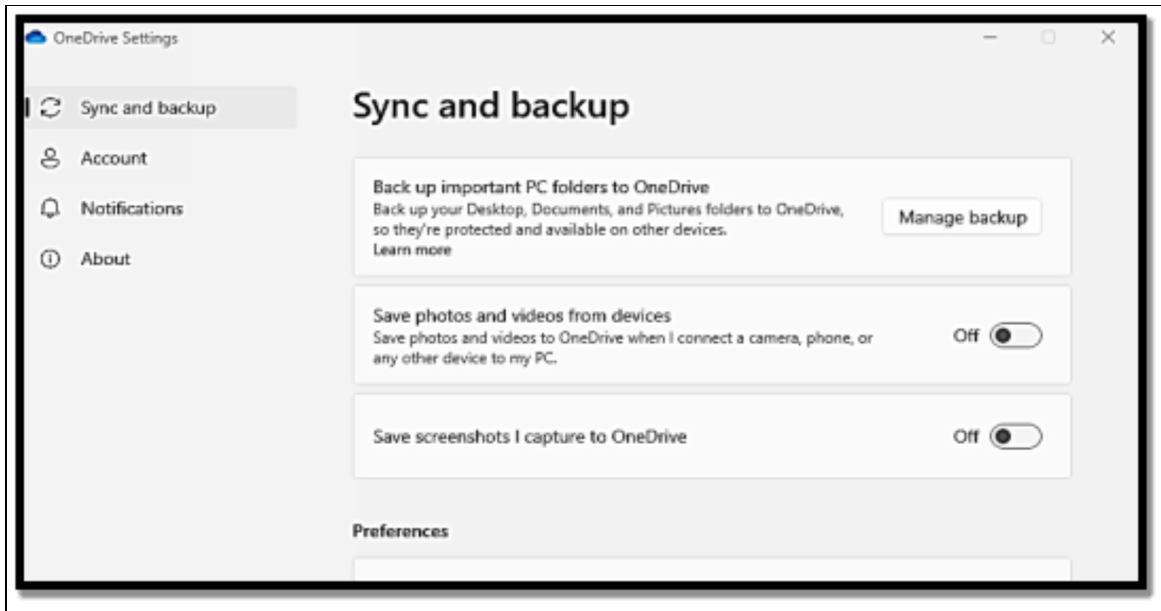 OneDrive Settings
Sync and backup
Account
Notifications
About
Sync and backup
Back up important PC folders to OneDrive
Back up your Desktop, Documents, and Pictures folders to OneDrive,
so they're protected and available on other devices.
Learn more
Manage backup
Save photos and videos from devices
Save photos and videos to OneDrive when I connect a camera, phone, or
any other device to my PC.
Off
Save screenshots I capture to OneDrive
Off
Preferences